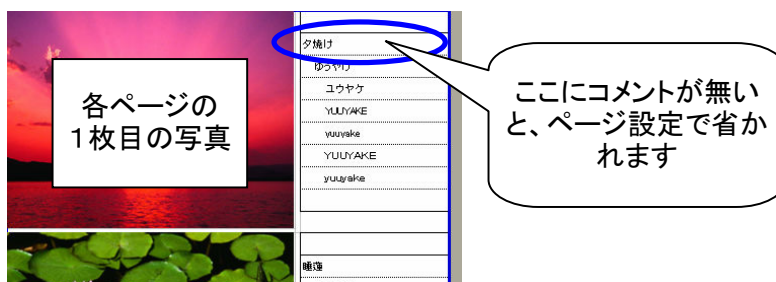 各ページの
１枚目の写真
夕焼け
ゆうやけ
ユウヤケ
YUUYAKE
yuuyake
ＹＵＵＹＡＫＥ
ｙｕｕｙａｋｅ
睡蓮
ここにコメントが無い
と、ページ設定で省か
れます